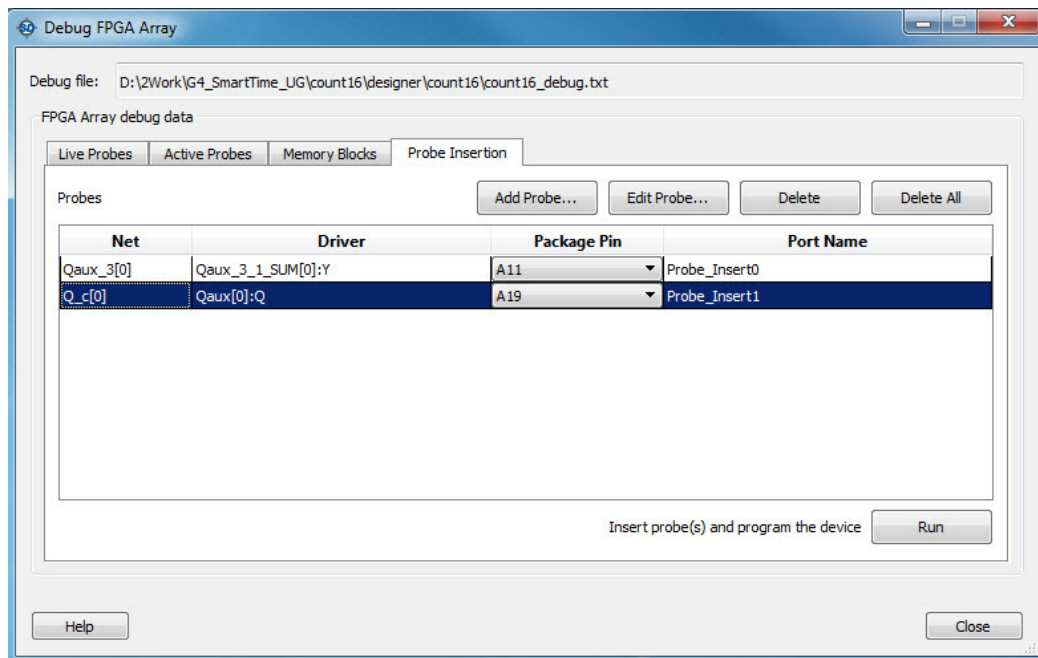 SD Debug FPGA Array
Debug file: D:\2Work\G4_SmartTime_UG\count16\designer\count16\count16_debug.txt
FPGA Array debug data
Live Probes Active Probes Memory Blocks Probe Insertion
Probes Add Probe... Edit Probe... Delete Delete All
Net Driver Package Pin Port Name
Qaux_3[0] Qaux_3_1_SUM[0]:Y A11 Probe_Insert0
Q_c[0] Qaux[0]:Q A19 Probe_Insert1
Insert probe(s) and program the device Run
Help Close